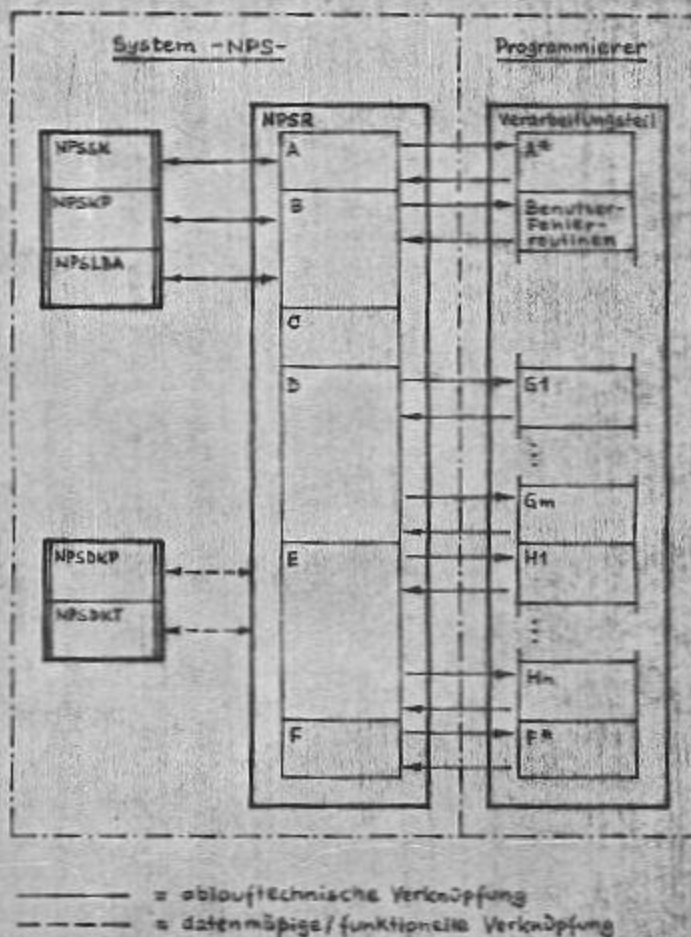 System -NPS-
Programmierer
NPSR
Verarbeitungsteil
NPSSK
A
A*
NPSKP
B
Benutzer-
Fehler-
routinen
NPSLBA
C
D
G1
Gm
NPSDKP
E
H1
NPSDKT
Hn
F
F*
= ablauftechnische Verknüpfung
= datenmäßige/funktionelle Verknüpfung